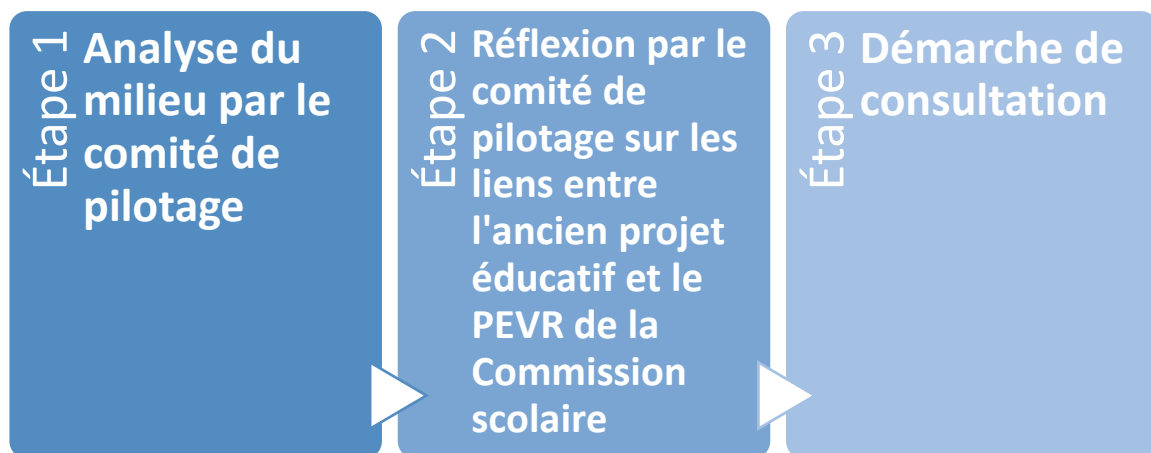 Étape 1
Analyse du
milieu par le
comité de
pilotage
Étape 2
Réflexion par le
comité de
pilotage sur les
liens entre
l'ancien projet
éducatif et le
PEVR de la
Commission
scolaire
Étape 3
Démarche de
consultation